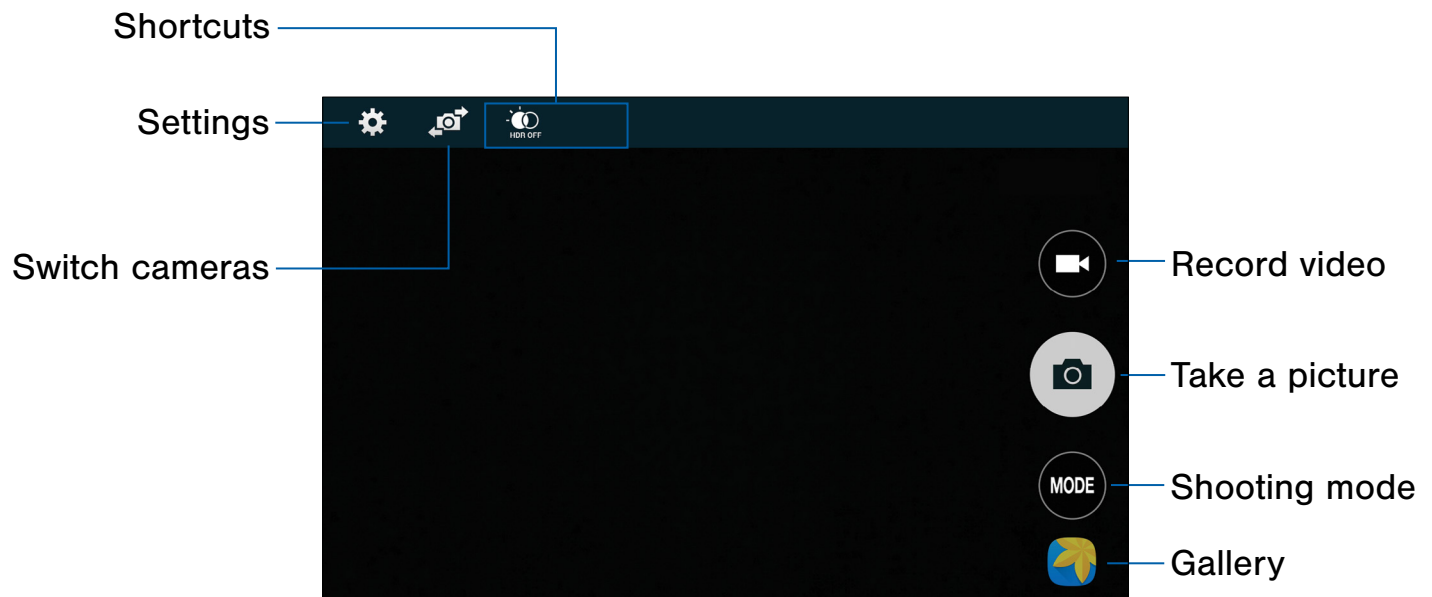 Shortcuts
Settings
HDR OFF
Switch cameras
Record video
Take a picture
MODE
Shooting mode
Gallery